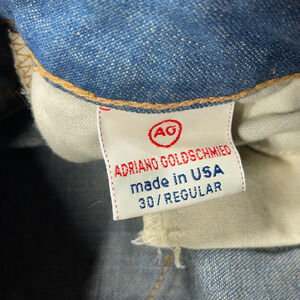 AG
ADRIANO GOLDSCHMIED
made in USA
30/REGULAR